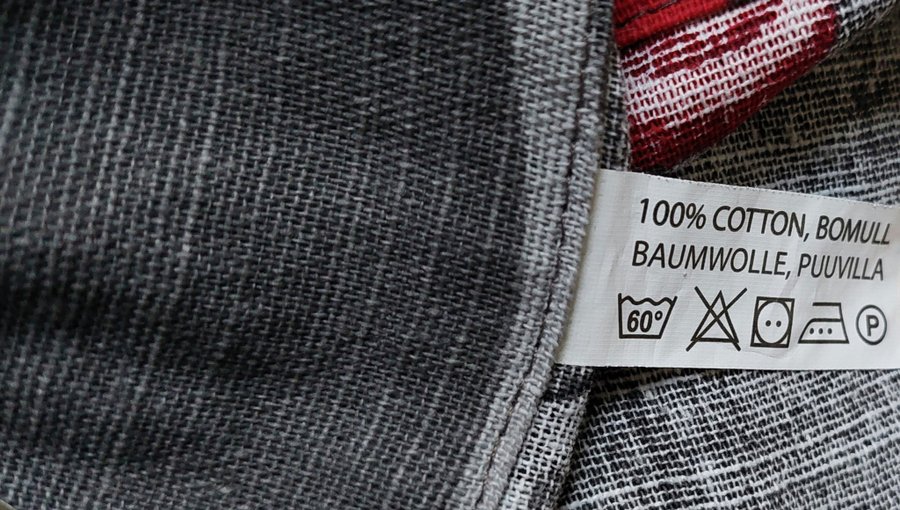 100% COTTON, BOMULL
BAUMWOLLE, PUUVILLA
60° P